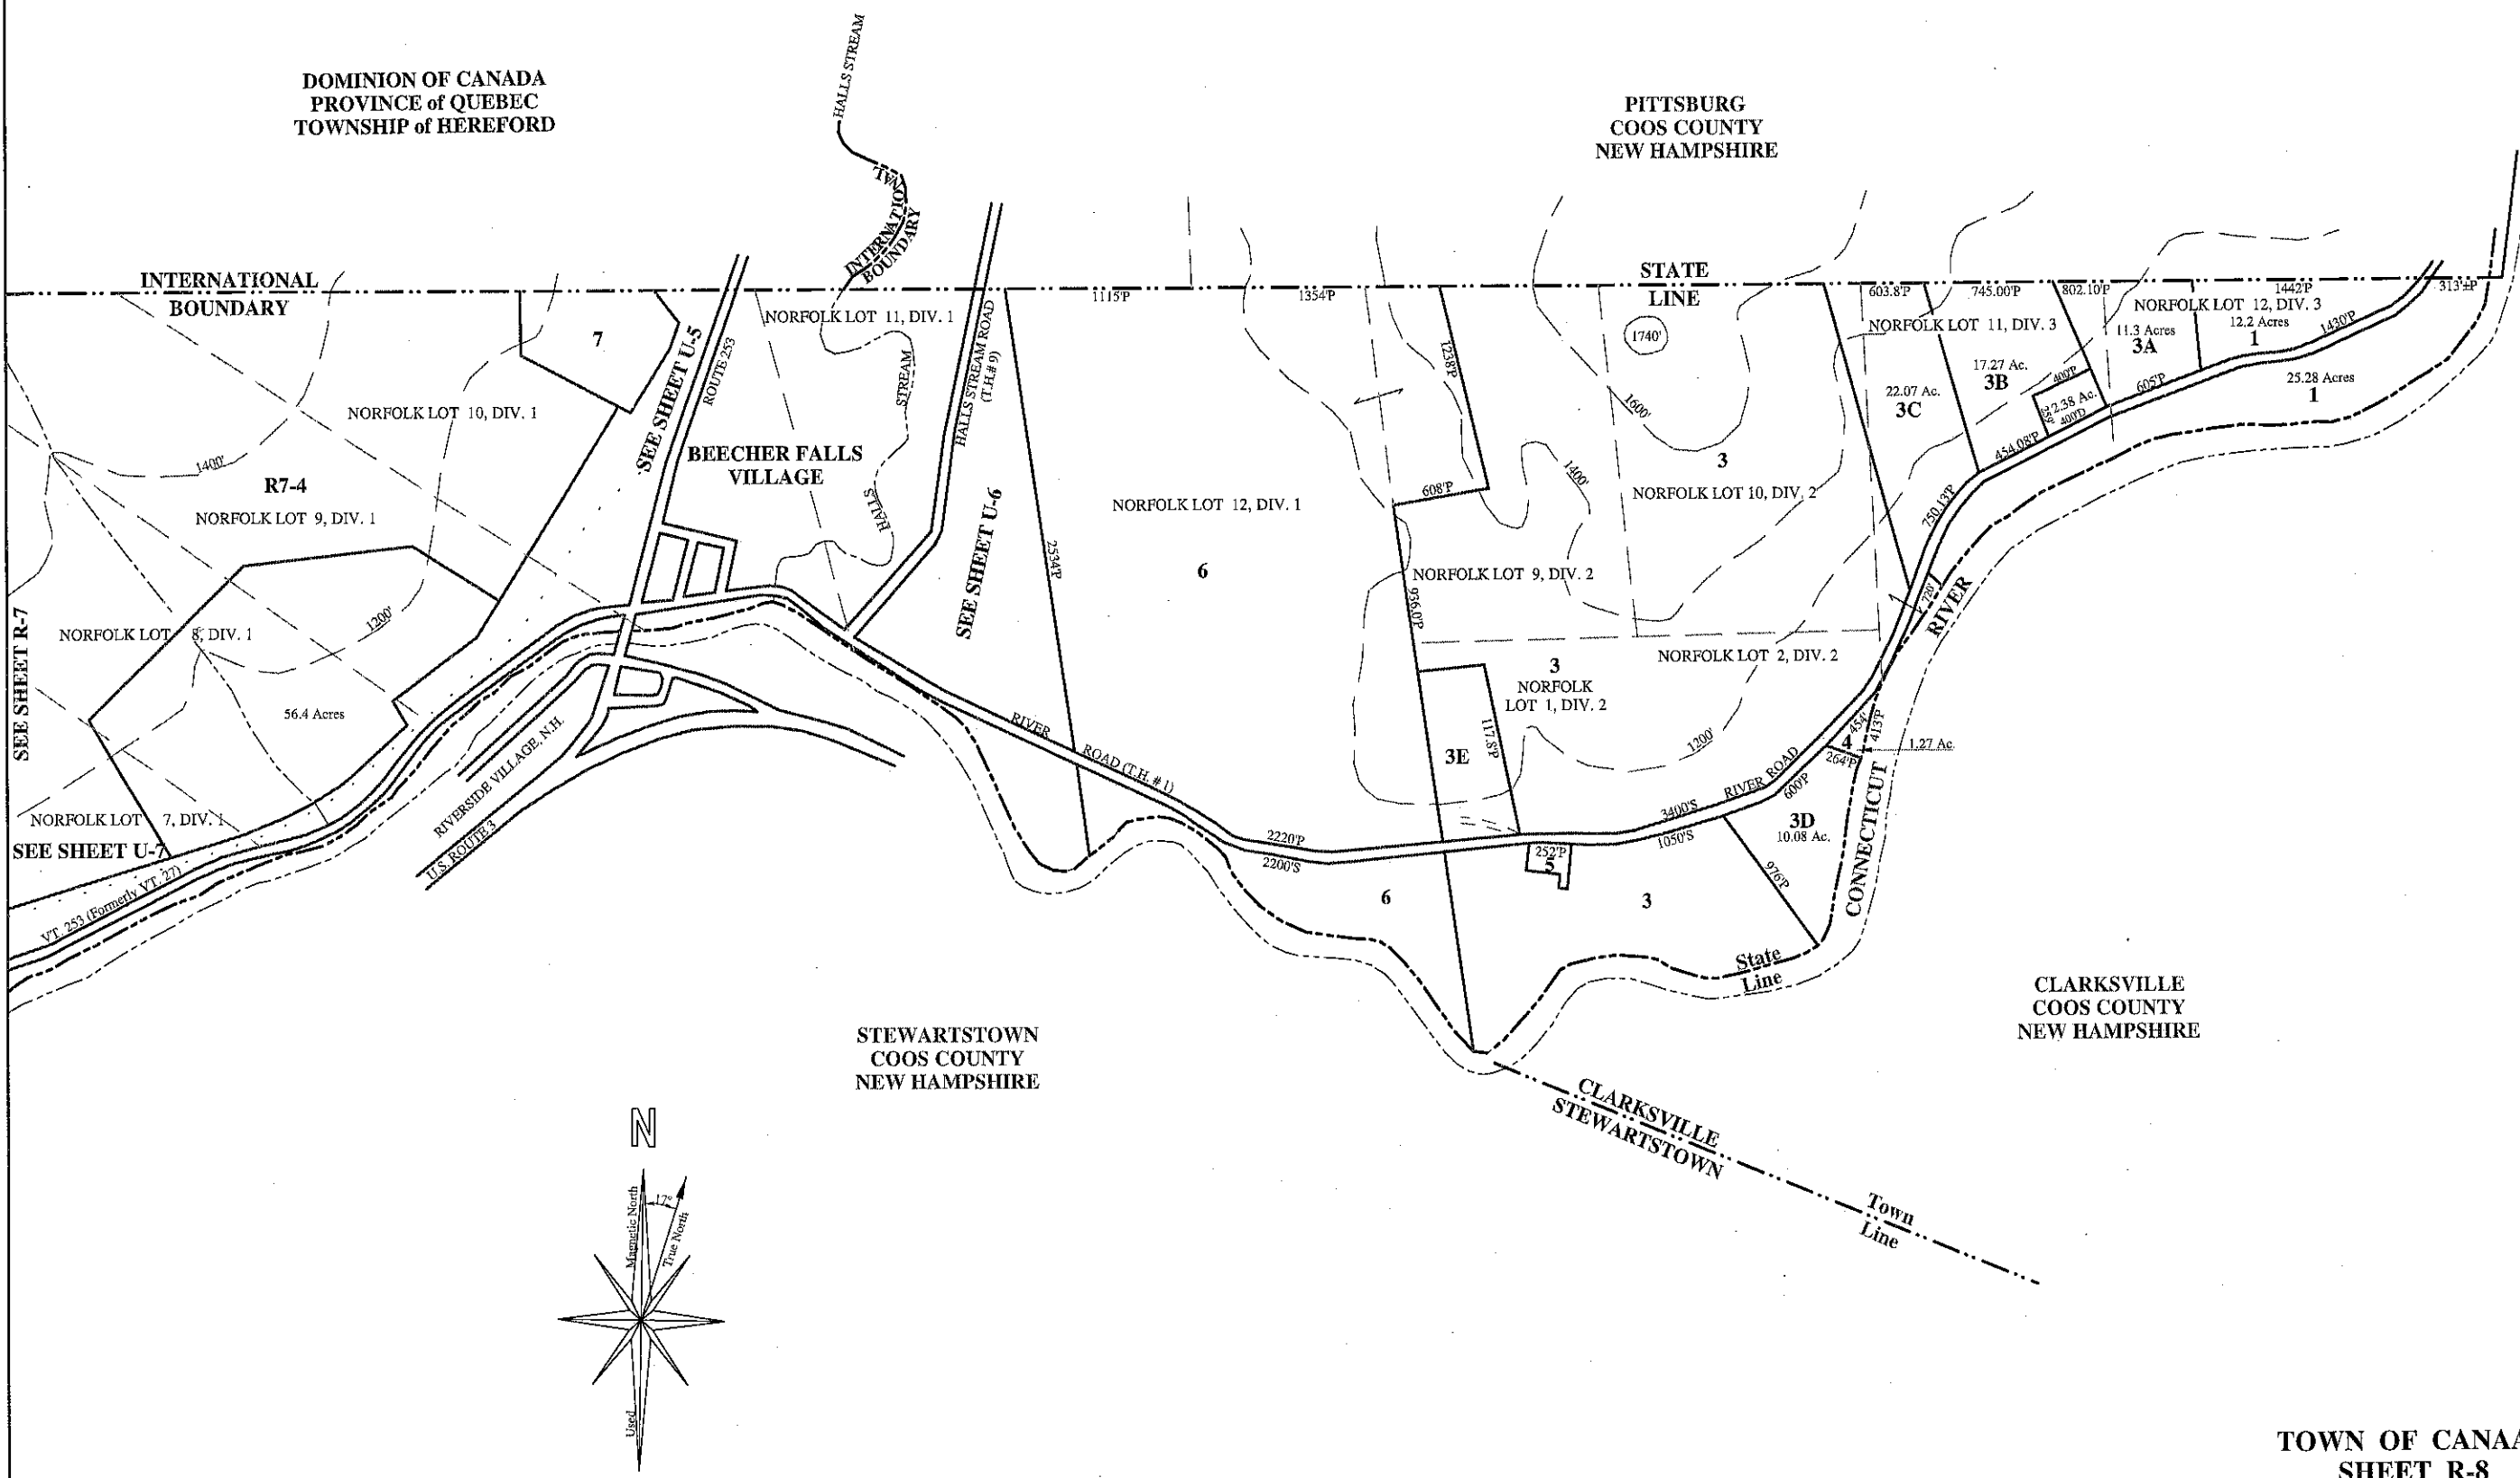 HALLS STREAM
DOMINION OF CANADA
PROVINCE of QUEBEC
TOWNSHIP of HEREFORD
PITTSBURG
COOS COUNTY
NEW HAMPSHIRE
INTERNATIONAL
BOUNDARY
INTERNATIONAL
BOUNDARY
STATE
LINE
1115'P
1354'P
603.8'P
745.00'P
802.10'P
1442'P
313'±P
7
SEE SHEET U-5
ROUTE 253
NORFOLK LOT 11, DIV. 1
HALLS STREAM
HALLS STREAM ROAD
(T.H.# 9)
1740'
1238'P
1600'
NORFOLK LOT 11, DIV. 3
NORFOLK LOT 12, DIV. 3
11.3 Acres
3A
12.2 Acres
1
1430'P
NORFOLK LOT 10, DIV. 1
17.27 Ac.
3B
22.07 Ac.
3C
400'P
2.38 Ac.
400'D
605'P
25.28 Acres
1
454.08'P
BEECHER FALLS
VILLAGE
1400'
R7-4
NORFOLK LOT 9, DIV. 1
SEE SHEET U-6
2534'P
NORFOLK LOT 12, DIV. 1
6
608'P
1400'
3
NORFOLK LOT 10, DIV. 2
750.13'P
NORFOLK LOT 9, DIV. 2
936.0'P
720'
SEE SHEET R-7
NORFOLK LOT 8, DIV. 1
1200'
56.4 Acres
NORFOLK LOT 2, DIV. 2
3
NORFOLK
LOT 1, DIV. 2
117.8'P
3E
1200'
454'
413'P
4
1.27 Ac.
264'P
CONNECTICUT RIVER
RIVERSIDE VILLAGE, N.H.
U.S. ROUTE 3
RIVER ROAD (T.H. # 1)
NORFOLK LOT 7, DIV. 1
SEE SHEET U-7
VT. 253 (Formerly VT. 27)
2220'P
2200'S
3400'S
RIVER ROAD
600'P
1050'S
3D
10.08 Ac.
252'P
5
976'P
6
3
State
Line
STEWARTSTOWN
COOS COUNTY
NEW HAMPSHIRE
CLARKSVILLE
COOS COUNTY
NEW HAMPSHIRE
CLARKSVILLE
STEWARTSTOWN
Town
Line
N
17°
Magnetic North
True North
Used
TOWN OF CANAA
SHEET R-8